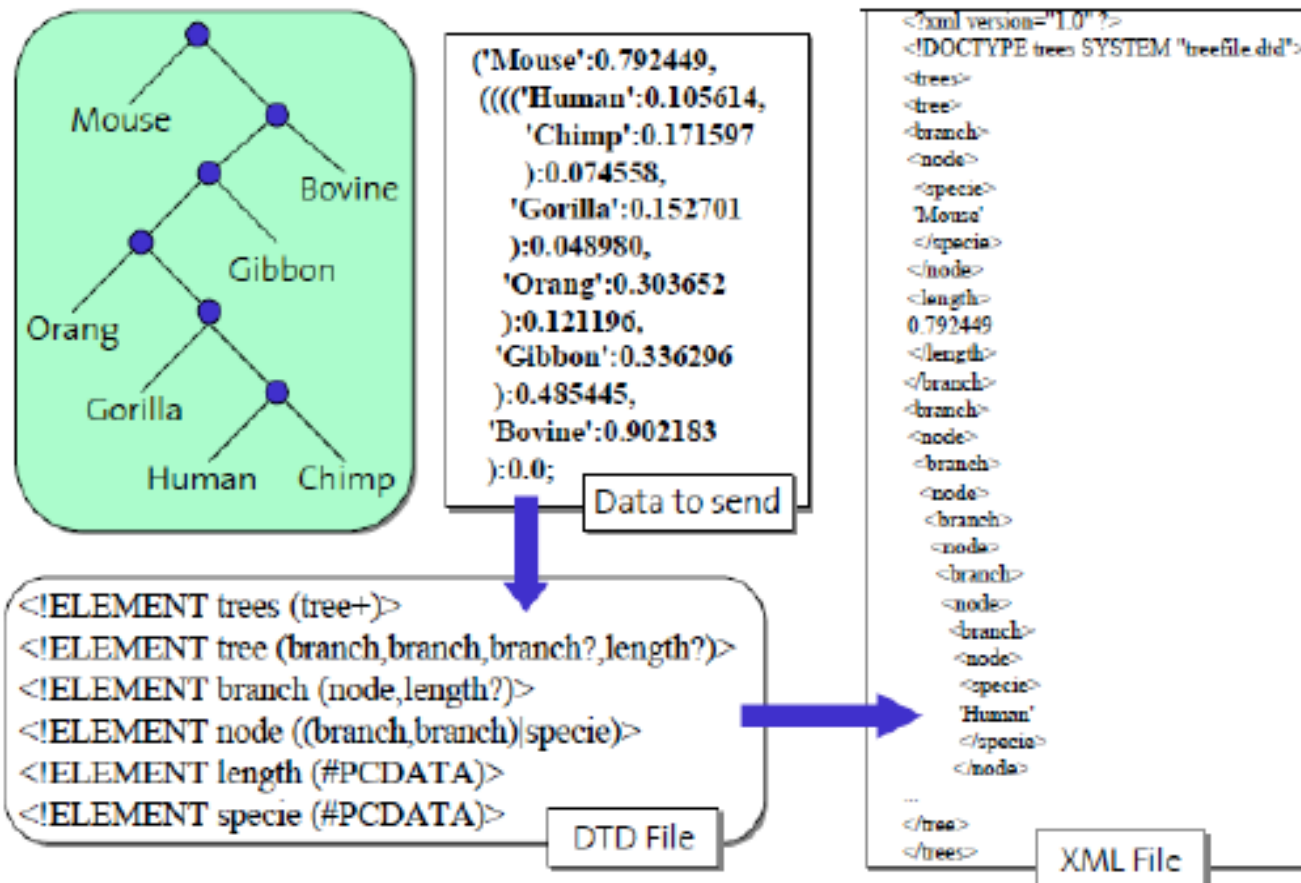 Mouse
Bovine
Gibbon
Orang
Gorilla
Human Chimp
('Mouse':0.792449,
(((('Human':0.105614,
'Chimp':0.171597
):0.074558,
'Gorilla':0.152701
):0.048980,
'Orang':0.303652
):0.121196,
'Gibbon':0.336296
):0.485445,
'Bovine':0.902183
):0.0;
Data to send
<!ELEMENT trees (tree+)>
<!ELEMENT tree (branch,branch,branch?,length?)>
<!ELEMENT branch (node,length?)>
<!ELEMENT node ((branch,branch)|specie)>
<!ELEMENT length (#PCDATA)>
<!ELEMENT specie (#PCDATA)>
DTD File
<?xml version="1.0" ?>
<!DOCTYPE trees SYSTEM "treefile.dtd">
<trees>
<tree>
<branch>
<node>
<specie>
'Mouse'
</specie>
</node>
<length>
0.792449
</length>
</branch>
<branch>
<node>
<branch>
<node>
<branch>
<node>
<branch>
<node>
<branch>
<node>
<specie>
'Human'
</specie>
</node>
...
</tree>
</trees>
XML File